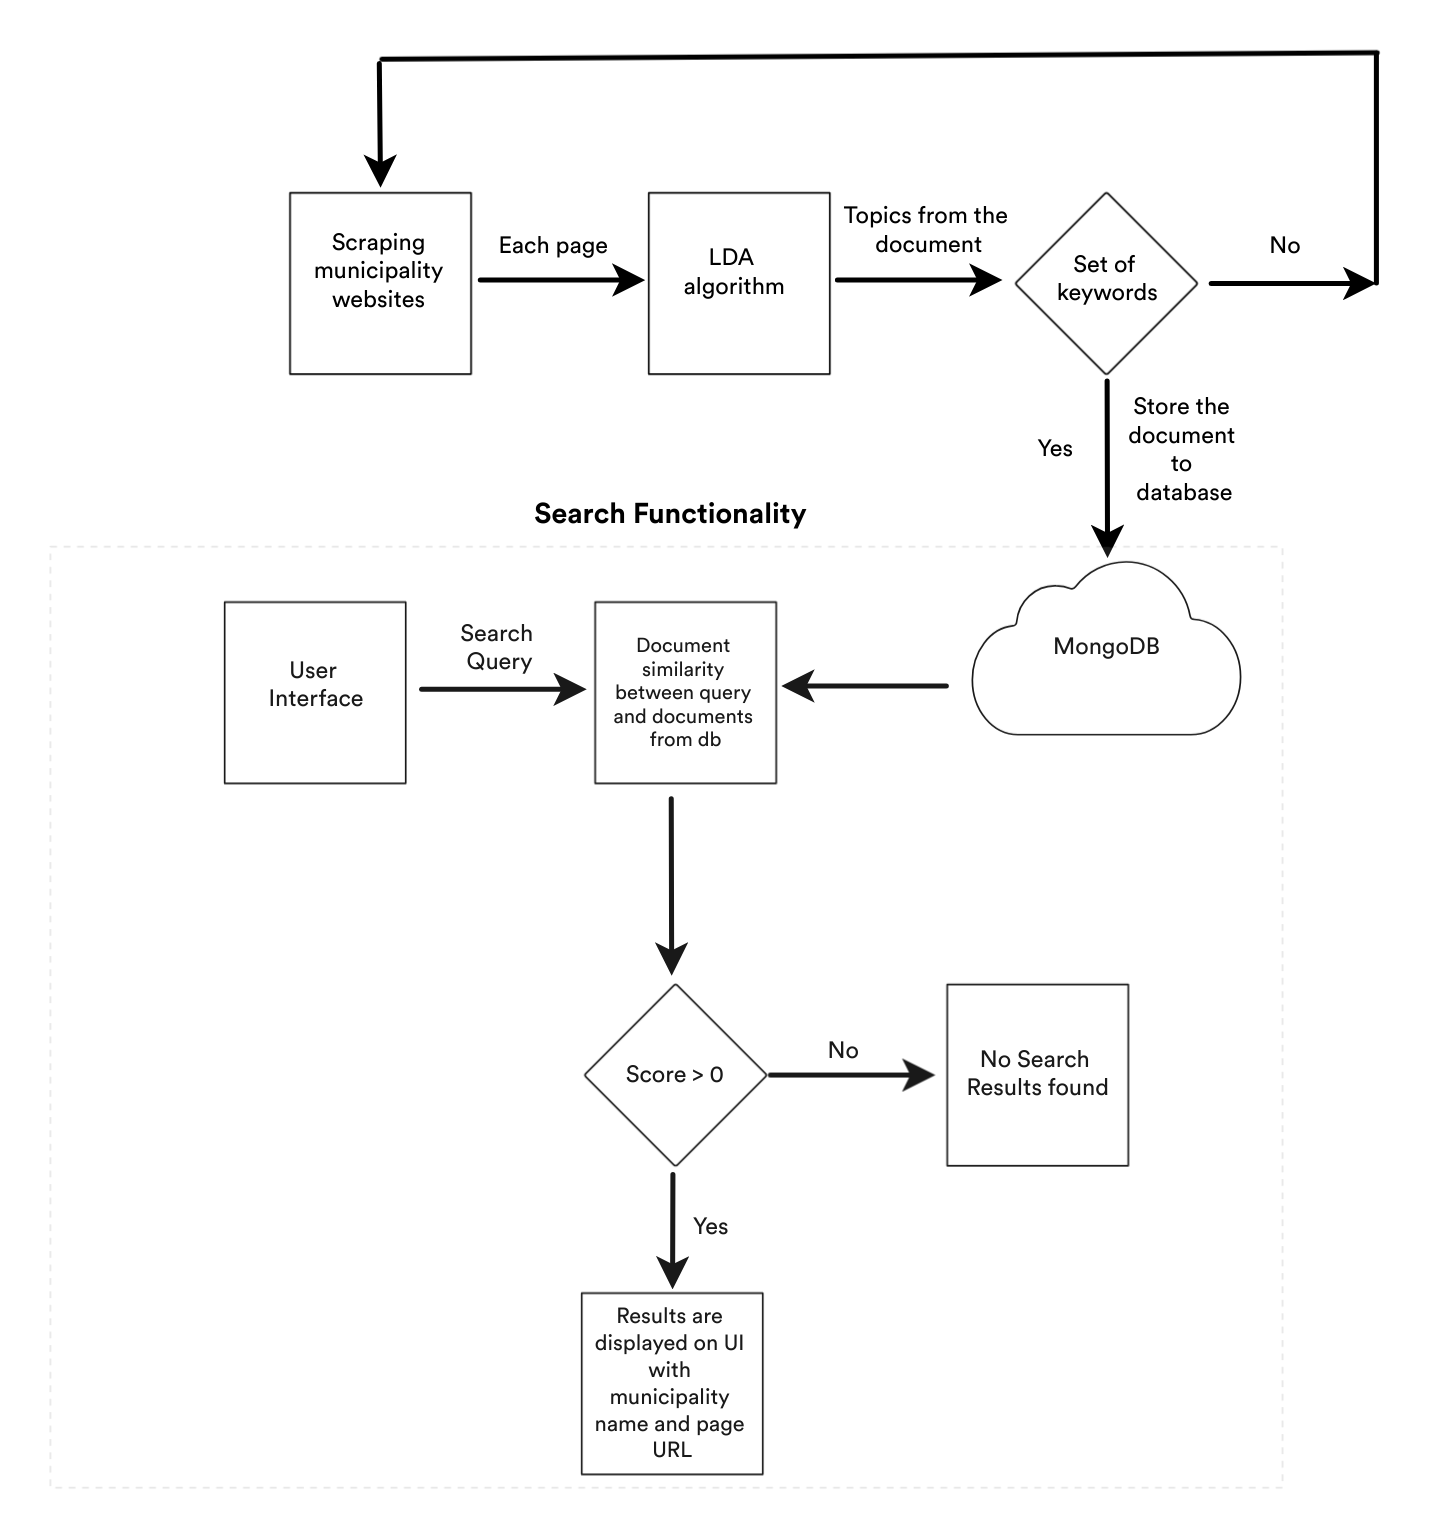 Scraping
municipality
websites
Each page
LDA
algorithm
Topics from the
document
Set of
keywords
No
Yes
Store the
document
to
database
Search Functionality
User
Interface
Search
Query
Document
similarity
between query
and documents
from db
MongoDB
Score > 0
No
No Search
Results found
Yes
Results are
displayed on UI
with
municipality
name and page
URL